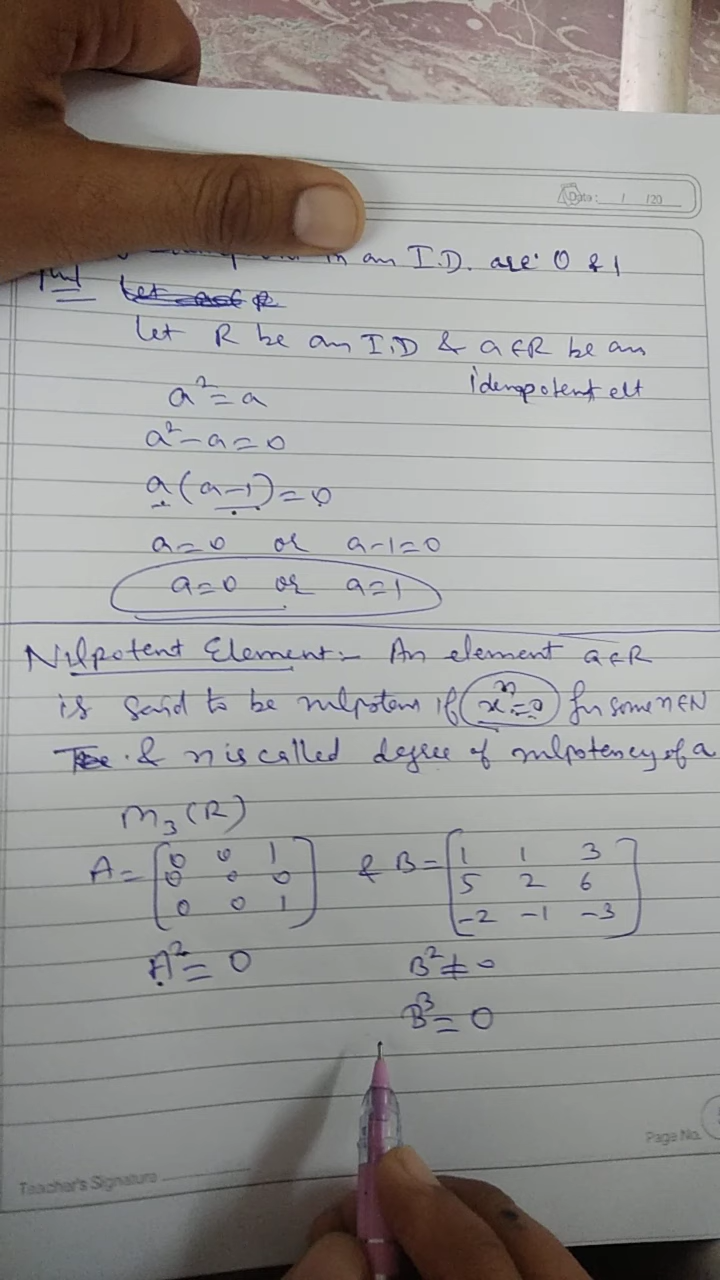 Date: / /20
in an I.D. are 0 & 1
Let R be an I.D & a∈R be an
idempotent elt
a²=a
a²-a=0
a(a-1)=0
a=0 or a-1=0
a=0 or a=1
Nilpotent Element:- An element a∈R
is said to be nilpotent if xⁿ=0 for some n∈N
& n is called degree of nilpotency of a
M₃(R)
A = [0 0 1 & B = [1 1 3
0 0 0 5 2 6
0 0 1] -2 -1 -3]
A²=0 B²≠0
B³=0
Page No.
Teacher's Signature